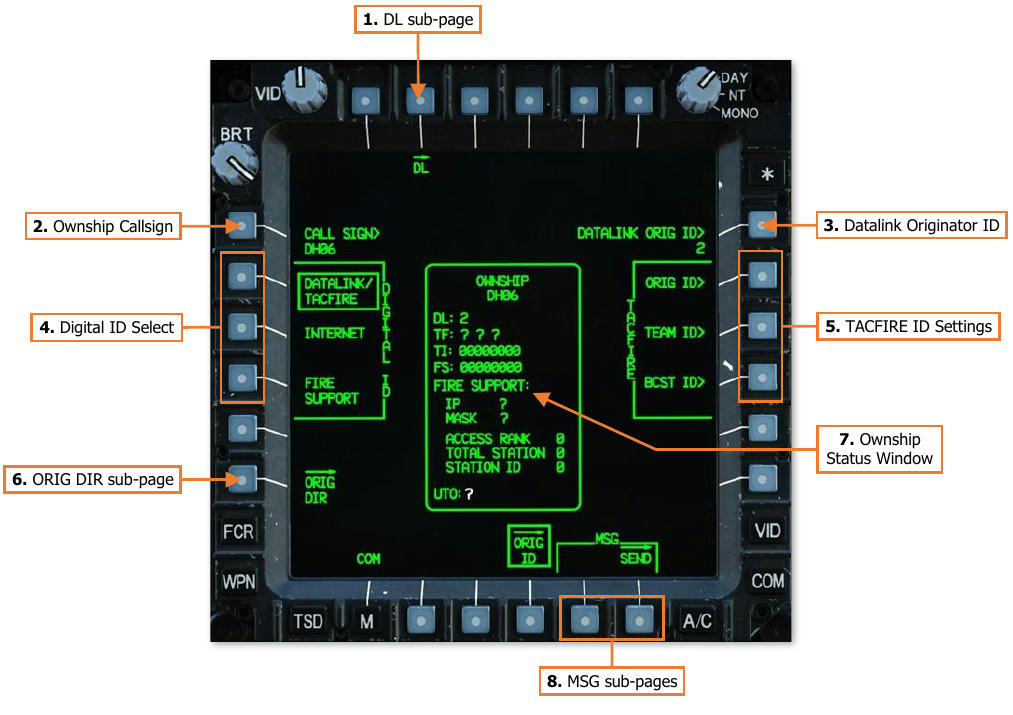 1. DL sub-page
VID
DAY
NT
MONO
BRT
DL
*
2. Ownship Callsign
3. Datalink Originator ID
CALL SIGN>
DH06
DATALINK ORIG ID>
2
4. Digital ID Select
DATALINK/
TACFIRE
INTERNET
FIRE
SUPPORT
DIGITAL ID
OWNSHIP
DH06
DL: 2
TF: ? ? ?
TI: 00000000
FS: 00000000
FIRE SUPPORT:
IP ?
MASK ?
ACCESS RANK 0
TOTAL STATION 0
STATION ID 0
UTO: ?
TACFIRE
ORIG ID>
TEAM ID>
BCST ID>
5. TACFIRE ID Settings
7. Ownship
Status Window
6. ORIG DIR sub-page
ORIG
DIR
FCR
VID
COM
ORIG
ID
MSG
SEND
WPN
COM
TSD
M
A/C
8. MSG sub-pages